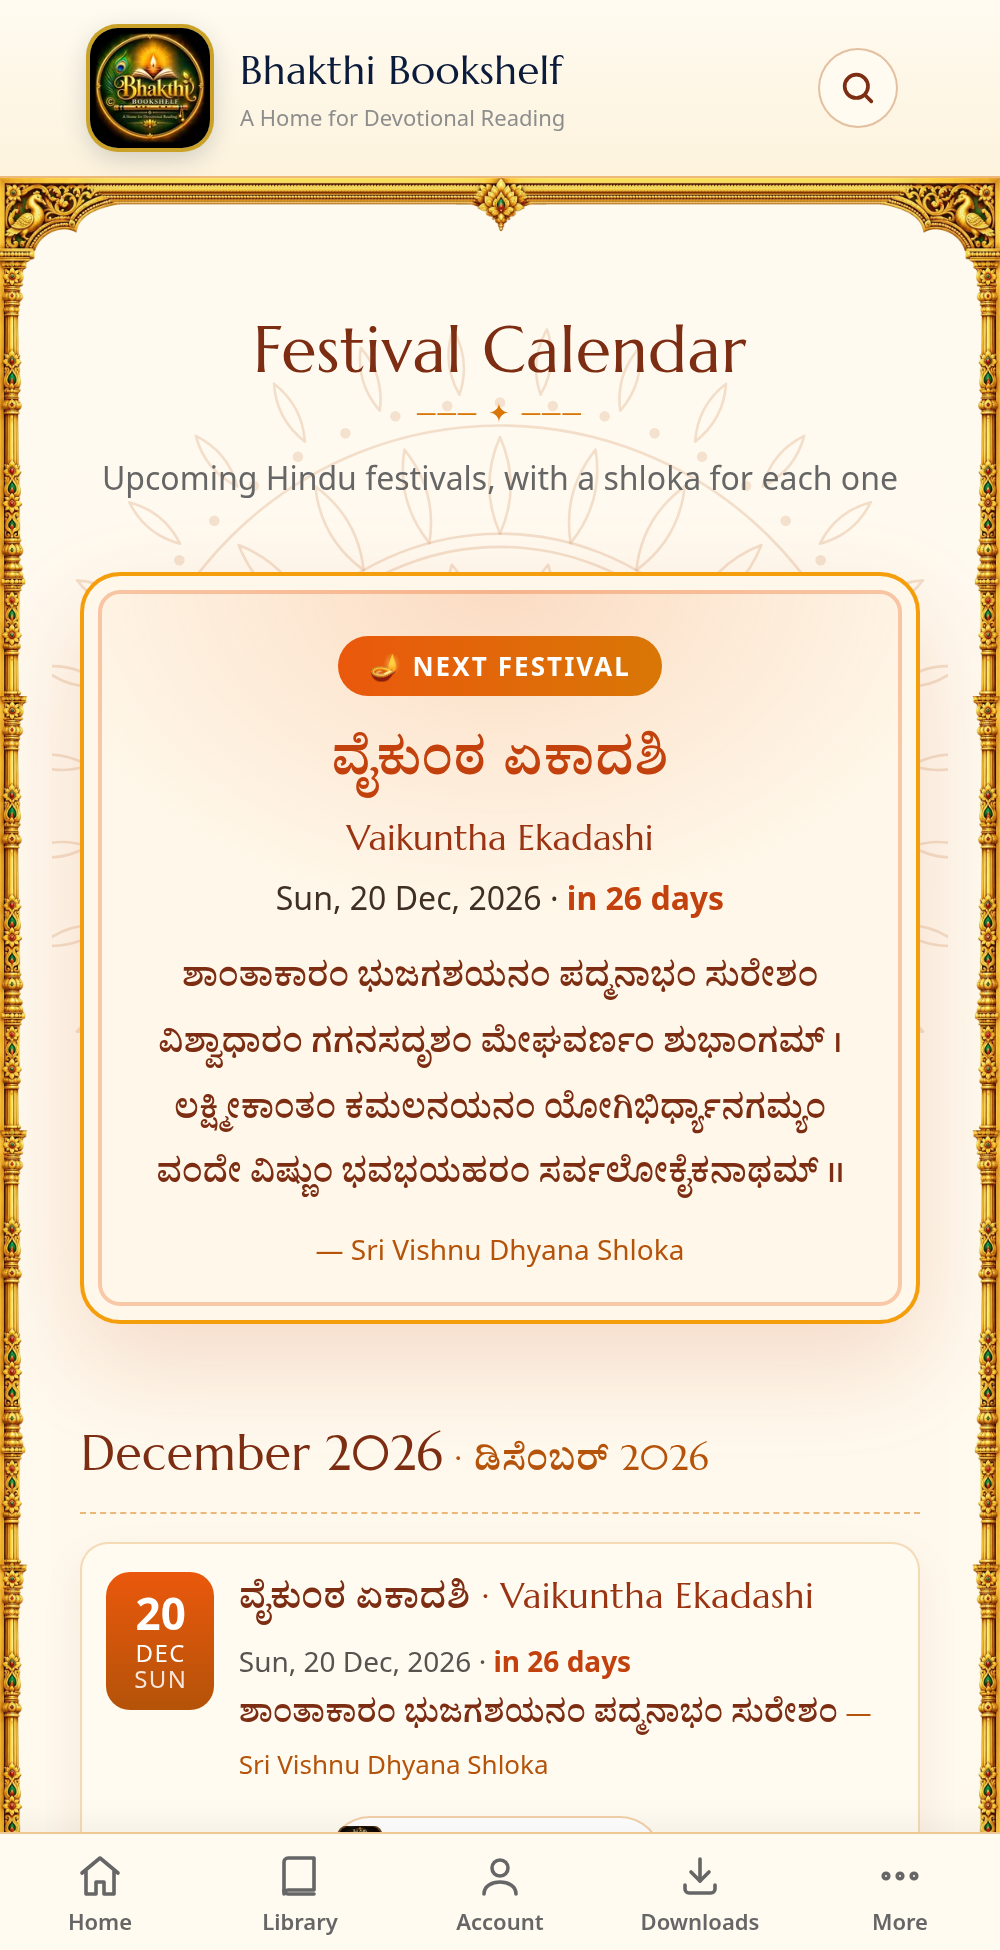 Bhakthi
BOOKSHELF
Bhakthi Bookshelf
A Home for Devotional Reading
Festival Calendar
Upcoming Hindu festivals, with a shloka for each one
NEXT FESTIVAL
ವೈಕುಂಠ ಏಕಾದಶಿ
Vaikuntha Ekadashi
Sun, 20 Dec, 2026 · in 26 days
ಶಾಂತಾಕಾರಂ ಭುಜಗಶಯನಂ ಪದ್ಮನಾಭಂ ಸುರೇಶಂ
ವಿಶ್ವಾಧಾರಂ ಗಗನಸದೃಶಂ ಮೇಘವರ್ಣಂ ಶುಭಾಂಗಮ್ ।
ಲಕ್ಷ್ಮೀಕಾಂತಂ ಕಮಲನಯನಂ ಯೋಗಿಭಿರ್ಧ್ಯಾನಗಮ್ಯಂ
ವಂದೇ ವಿಷ್ಣುಂ ಭವಭಯಹರಂ ಸರ್ವಲೋಕೈಕನಾಥಮ್ ॥
— Sri Vishnu Dhyana Shloka
December 2026 · ಡಿಸೆಂಬರ್ 2026
20
DEC
SUN
ವೈಕುಂಠ ಏಕಾದಶಿ · Vaikuntha Ekadashi
Sun, 20 Dec, 2026 · in 26 days
ಶಾಂತಾಕಾರಂ ಭುಜಗಶಯನಂ ಪದ್ಮನಾಭಂ ಸುರೇಶಂ —
Sri Vishnu Dhyana Shloka
Home
Library
Account
Downloads
More